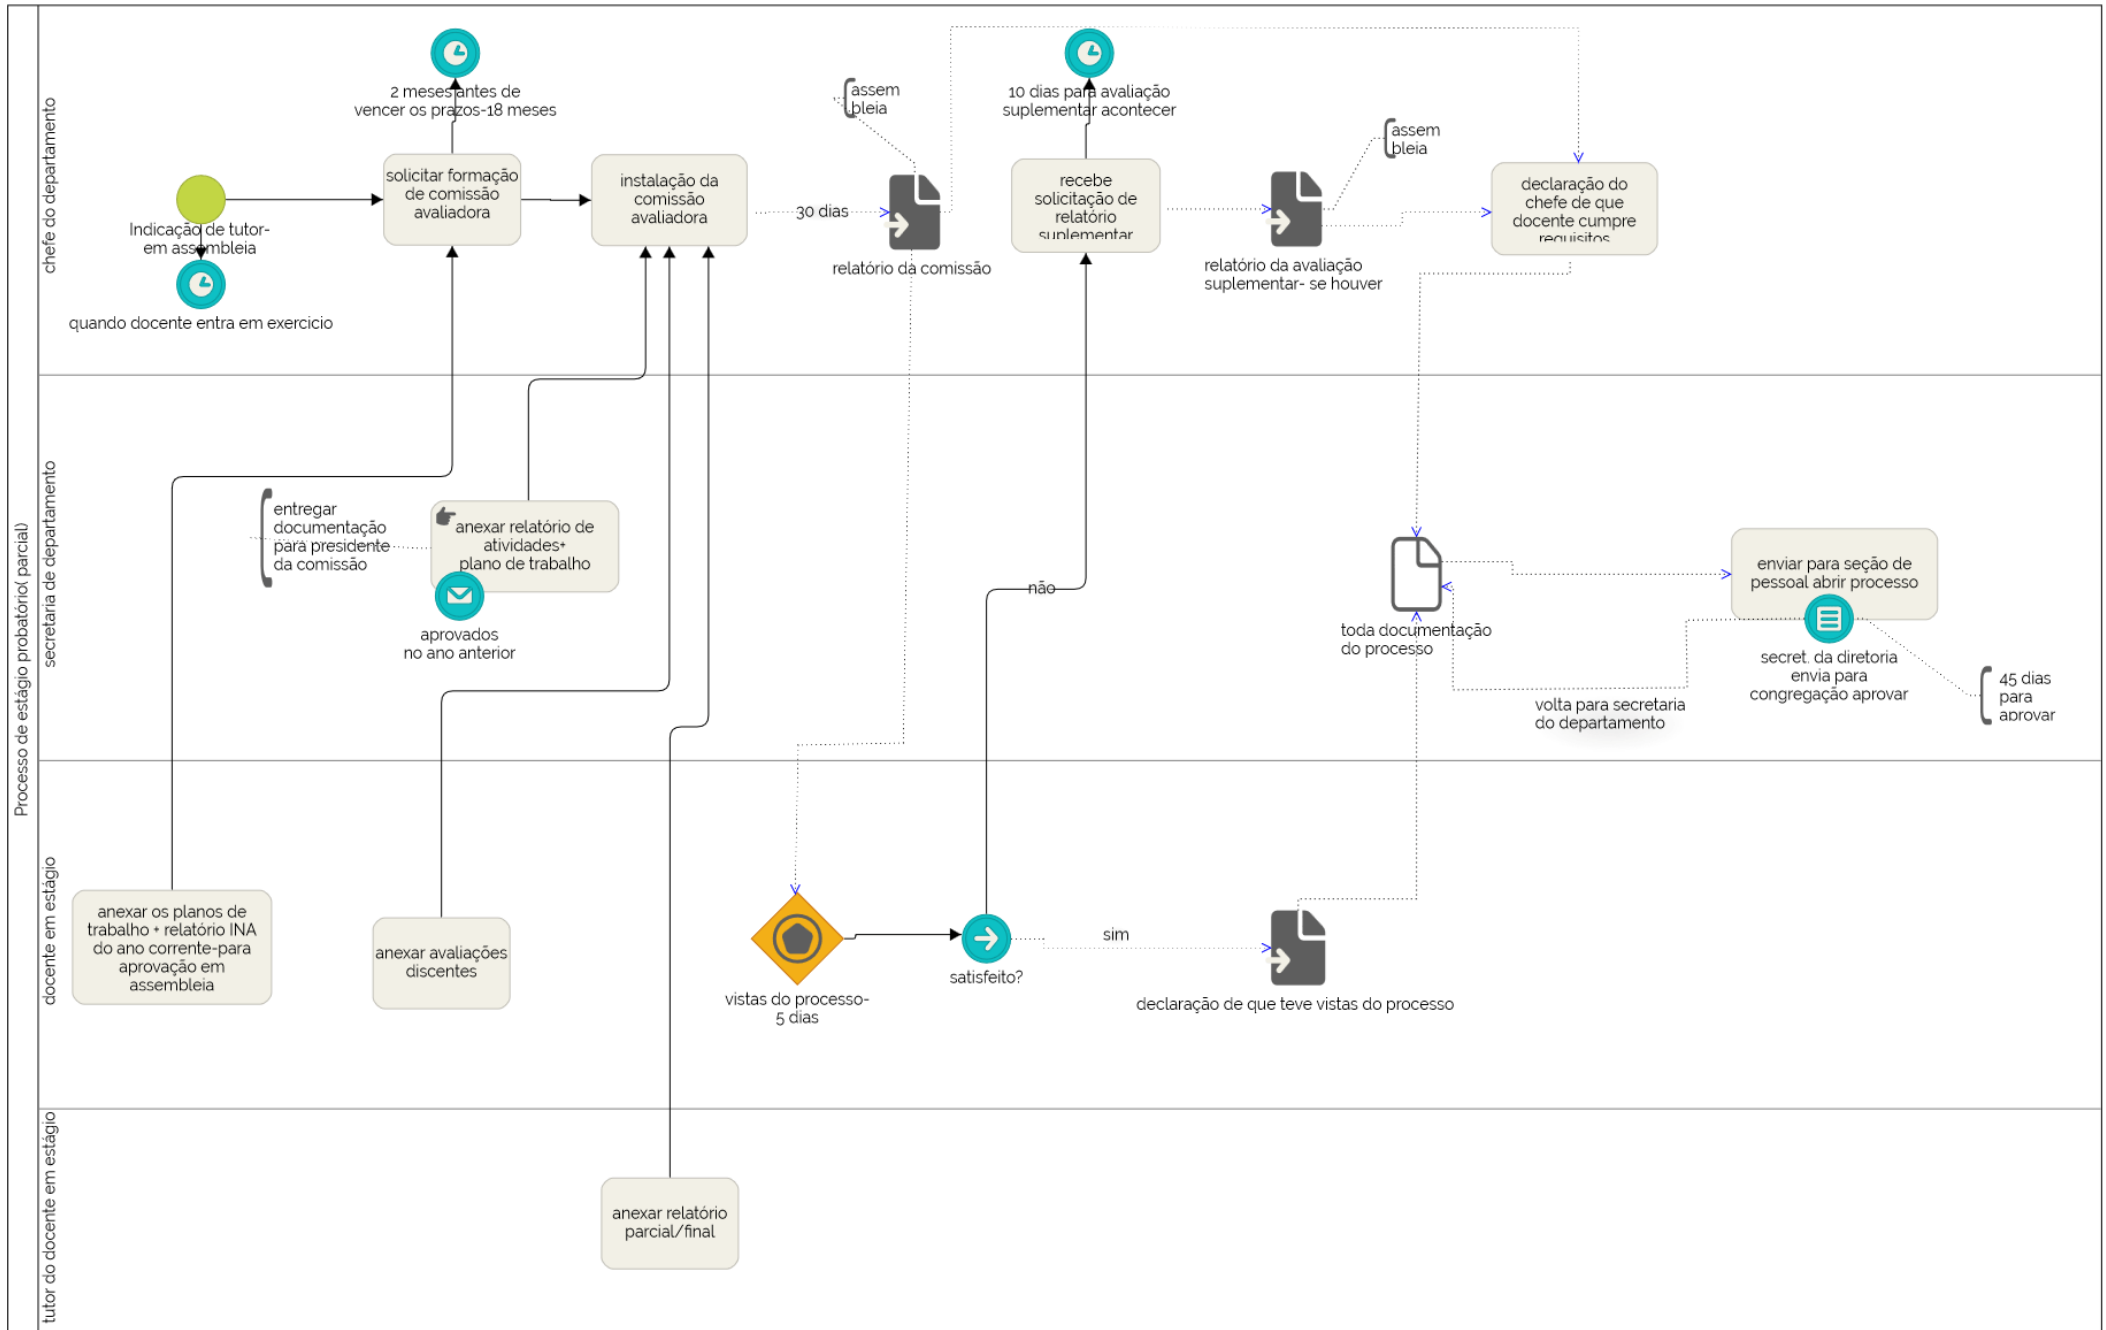 Processo de estágio probatório( parcial)
chefe do departamento
2 meses antes de
vencer os prazos-18 meses
10 dias para avaliação
suplementar acontecer
assem
bleia
assem
bleia
Indicação de tutor-
em assembleia
quando docente entra em exercicio
solicitar formação
de comissão
avaliadora
instalação da
comissão
avaliadora
30 dias
relatório da comissão
recebe
solicitação de
relatório
suplementar
relatório da avaliação
suplementar- se houver
declaração do
chefe de que
docente cumpre
requisitos
secretaria de departamento
entregar
documentação
para presidente
da comissão
anexar relatório de
atividades+
plano de trabalho
aprovados
no ano anterior
não
toda documentação
do processo
enviar para seção de
pessoal abrir processo
secret. da diretoria
envia para
congregação aprovar
45 dias
para
aprovar
volta para secretaria
do departamento
docente em estágio
anexar os planos de
trabalho + relatório INA
do ano corrente-para
aprovação em
assembleia
anexar avaliações
discentes
vistas do processo-
5 dias
satisfeito?
sim
declaração de que teve vistas do processo
tutor do docente em estágio
anexar relatório
parcial/final